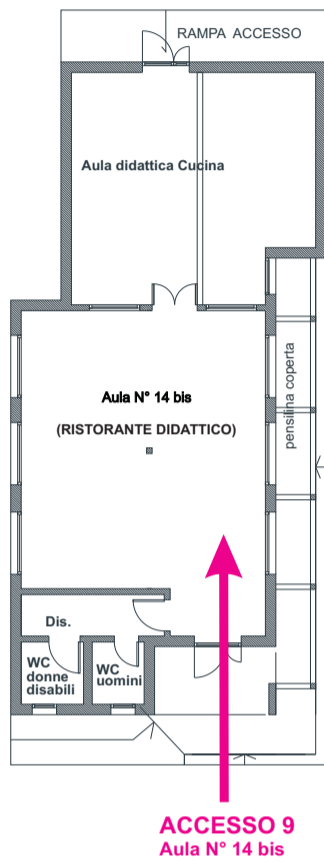 RAMPA ACCESSO
Aula didattica Cucina
Aula N° 14 bis
(RISTORANTE DIDATTICO)
pensilina coperta
Dis.
WC
donne
disabili
WC
uomini
ACCESSO 9
Aula N° 14 bis